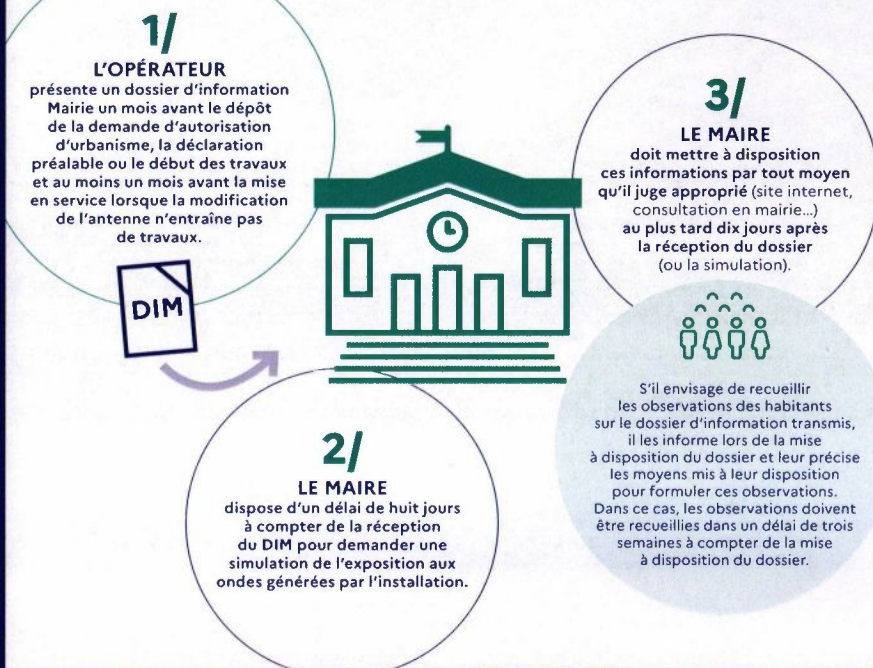 1/
L'OPÉRATEUR
présente un dossier d'information
Mairie un mois avant le dépôt
de la demande d'autorisation
d'urbanisme, la déclaration
préalable ou le début des travaux
et au moins un mois avant la mise
en service lorsque la modification
de l'antenne n'entraîne pas
de travaux.
DIM
2/
LE MAIRE
dispose d'un délai de huit jours
à compter de la réception
du DIM pour demander une
simulation de l'exposition aux
ondes générées par l'installation.
3/
LE MAIRE
doit mettre à disposition
ces informations par tout moyen
qu'il juge approprié (site internet,
consultation en mairie...)
au plus tard dix jours après
la réception du dossier
(ou la simulation).
S'il envisage de recueillir
les observations des habitants
sur le dossier d'information transmis,
il les informe lors de la mise
à disposition du dossier et leur précise
les moyens mis à leur disposition
pour formuler ces observations.
Dans ce cas, les observations doivent
être recueillies dans un délai de trois
semaines à compter de la mise
à disposition du dossier.